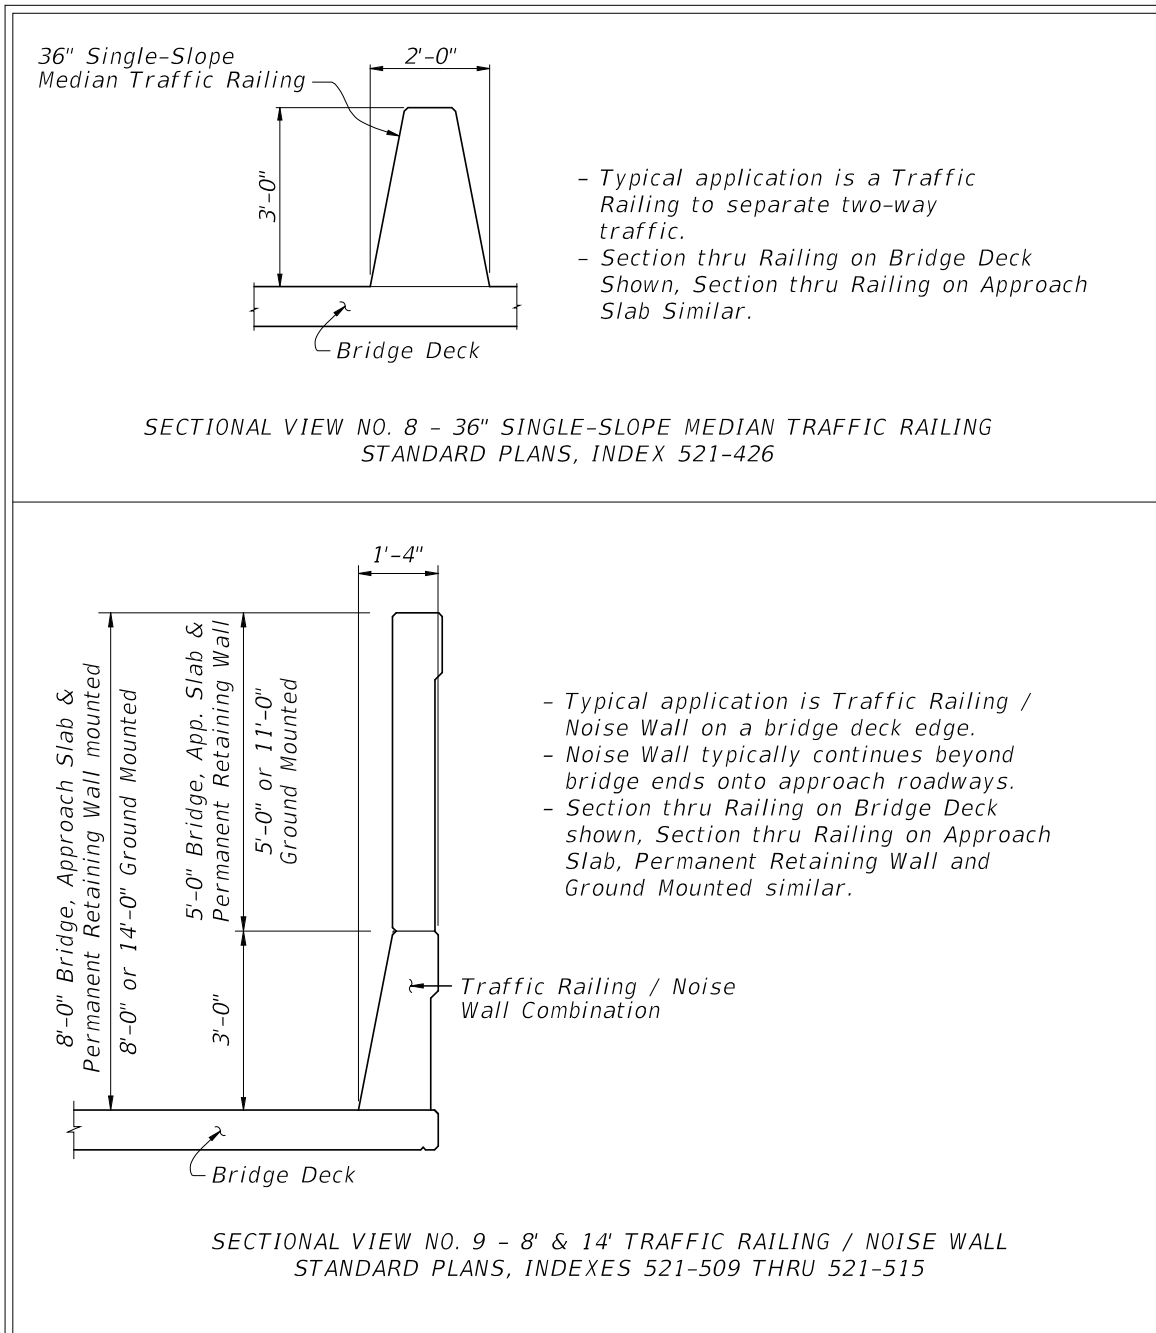 36" Single-Slope
Median Traffic Railing
2'-0"
3'-0"
- Typical application is a Traffic
Railing to separate two-way
traffic.
- Section thru Railing on Bridge Deck
Shown, Section thru Railing on Approach
Slab Similar.
Bridge Deck
SECTIONAL VIEW NO. 8 - 36" SINGLE-SLOPE MEDIAN TRAFFIC RAILING
STANDARD PLANS, INDEX 521-426
1'-4"
8'-0" Bridge, Approach Slab &
Permanent Retaining Wall mounted
8'-0" or 14'-0" Ground Mounted
5'-0" Bridge, App. Slab &
Permanent Retaining Wall
5'-0" or 11'-0"
Ground Mounted
3'-0"
- Typical application is Traffic Railing /
Noise Wall on a bridge deck edge.
- Noise Wall typically continues beyond
bridge ends onto approach roadways.
- Section thru Railing on Bridge Deck
shown, Section thru Railing on Approach
Slab, Permanent Retaining Wall and
Ground Mounted similar.
Traffic Railing / Noise
Wall Combination
Bridge Deck
SECTIONAL VIEW NO. 9 - 8' & 14' TRAFFIC RAILING / NOISE WALL
STANDARD PLANS, INDEXES 521-509 THRU 521-515